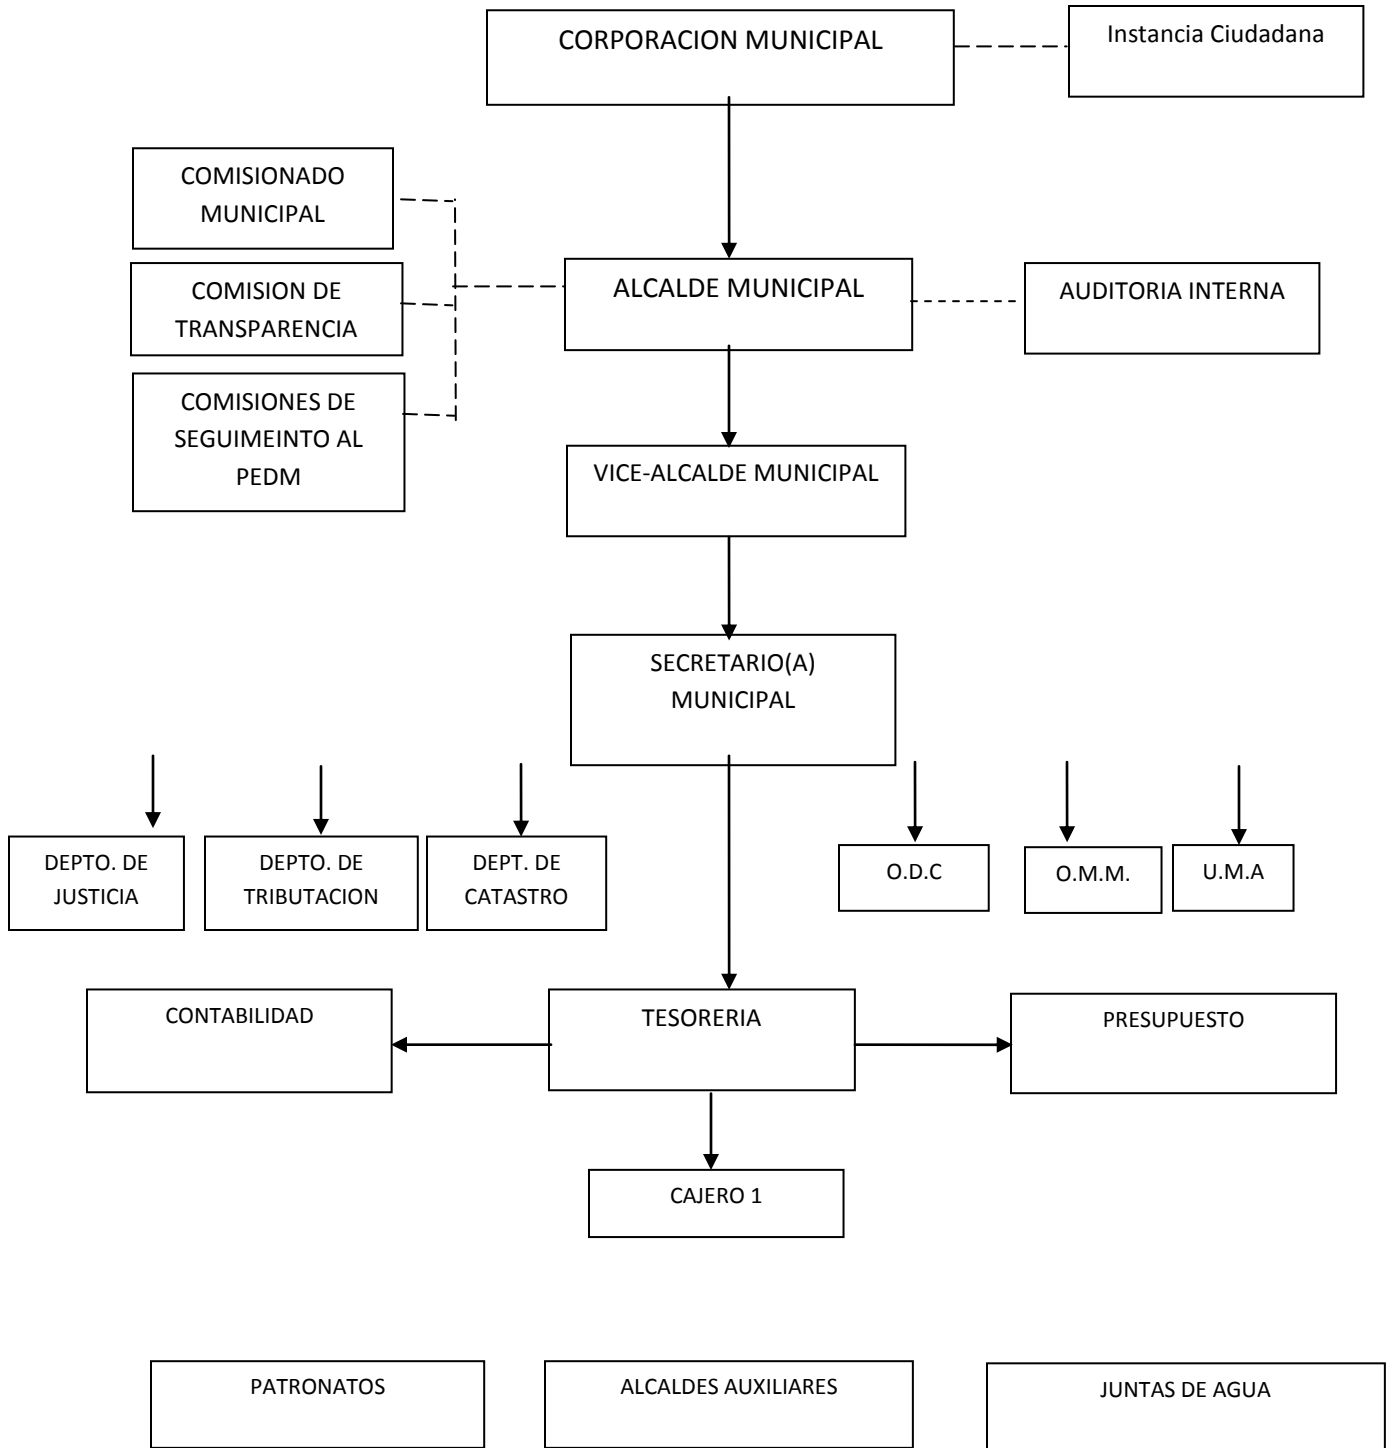 CORPORACION MUNICIPAL
Instancia Ciudadana
COMISIONADO
MUNICIPAL
COMISION DE
TRANSPARENCIA
COMISIONES DE
SEGUIMEINTO AL
PEDM
ALCALDE MUNICIPAL
AUDITORIA INTERNA
VICE-ALCALDE MUNICIPAL
SECRETARIO(A)
MUNICIPAL
DEPTO. DE
JUSTICIA
DEPTO. DE
TRIBUTACION
DEPT. DE
CATASTRO
O.D.C
O.M.M.
U.M.A
CONTABILIDAD
TESORERIA
PRESUPUESTO
CAJERO 1
PATRONATOS
ALCALDES AUXILIARES
JUNTAS DE AGUA